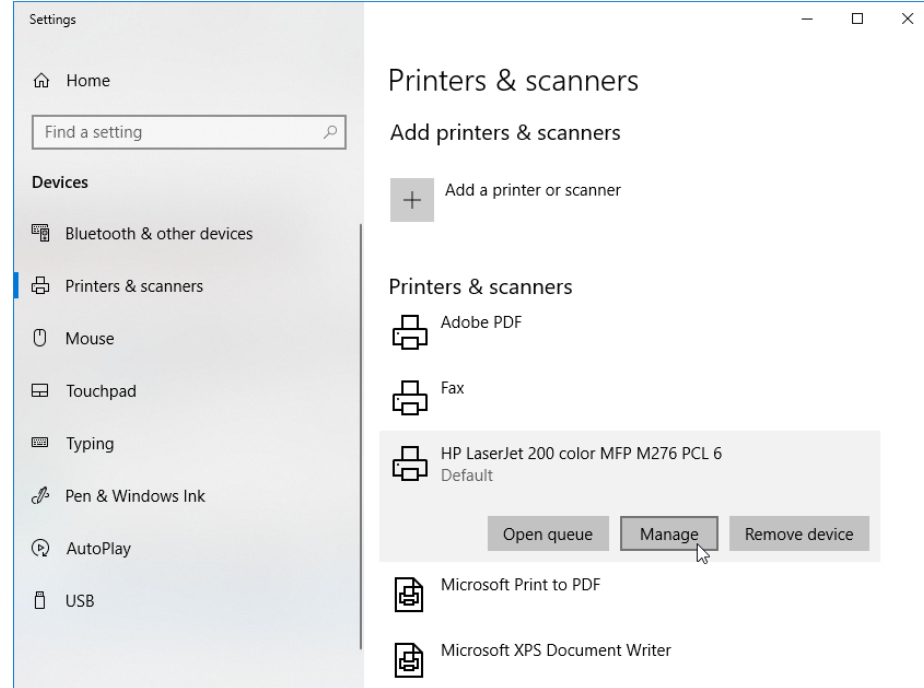 Settings
Home
Find a setting
Devices
Bluetooth & other devices
Printers & scanners
Mouse
Touchpad
Typing
Pen & Windows Ink
AutoPlay
USB
Printers & scanners
Add printers & scanners
Add a printer or scanner
Printers & scanners
Adobe PDF
Fax
HP LaserJet 200 color MFP M276 PCL 6
Default
Open queue Manage Remove device
Microsoft Print to PDF
Microsoft XPS Document Writer